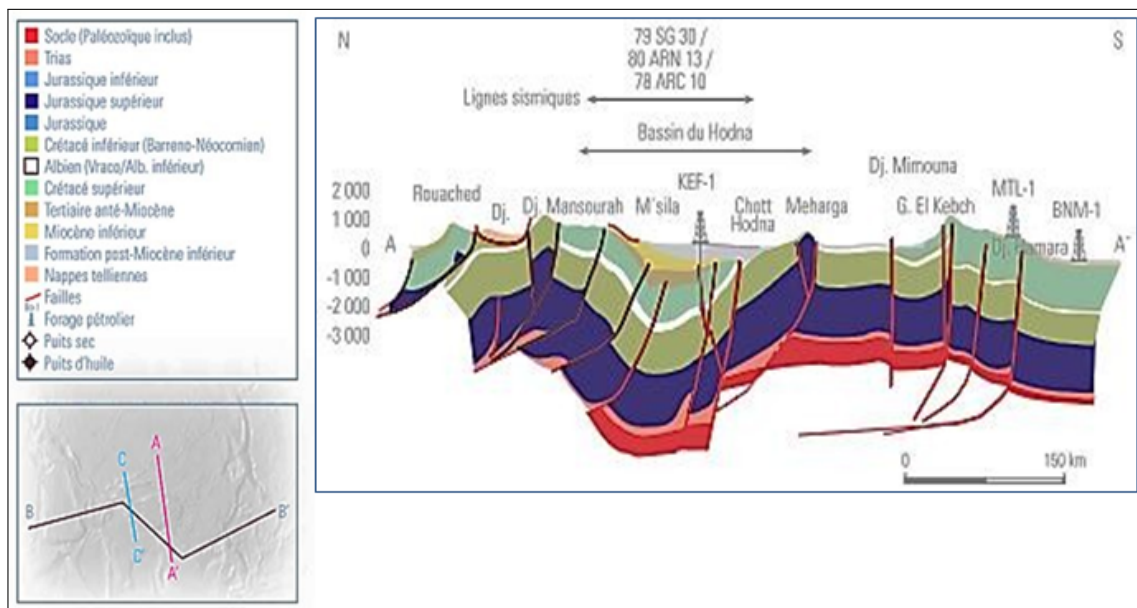 Socle (Paléozoïque inclus)
Trias
Jurassique inférieur
Jurassique supérieur
Jurassique
Crétacé inférieur (Barreno-Néocomien)
Albien (Vraco/Alb. inférieur)
Crétacé supérieur
Tertiaire anté-Miocène
Miocène inférieur
Formation post-Miocène inférieur
Nappes telliennes
Failles
Forage pétrolier
Puits sec
Puits d'huile
N
79 SG 30 /
80 ARN 13 /
78 ARC 10
S
Lignes sismiques
Bassin du Hodna
Dj. Mimouna
2 000
1 000
0
-1 000
-2 000
-3 000
Rouached
Dj.
Dj. Mansourah
M'sila
KEF-1
Chott
Hodna
Meharga
G. El Kebch
MTL-1
BNM-1
A
A'
0
150 km
A
C
B
B'
C'
A'